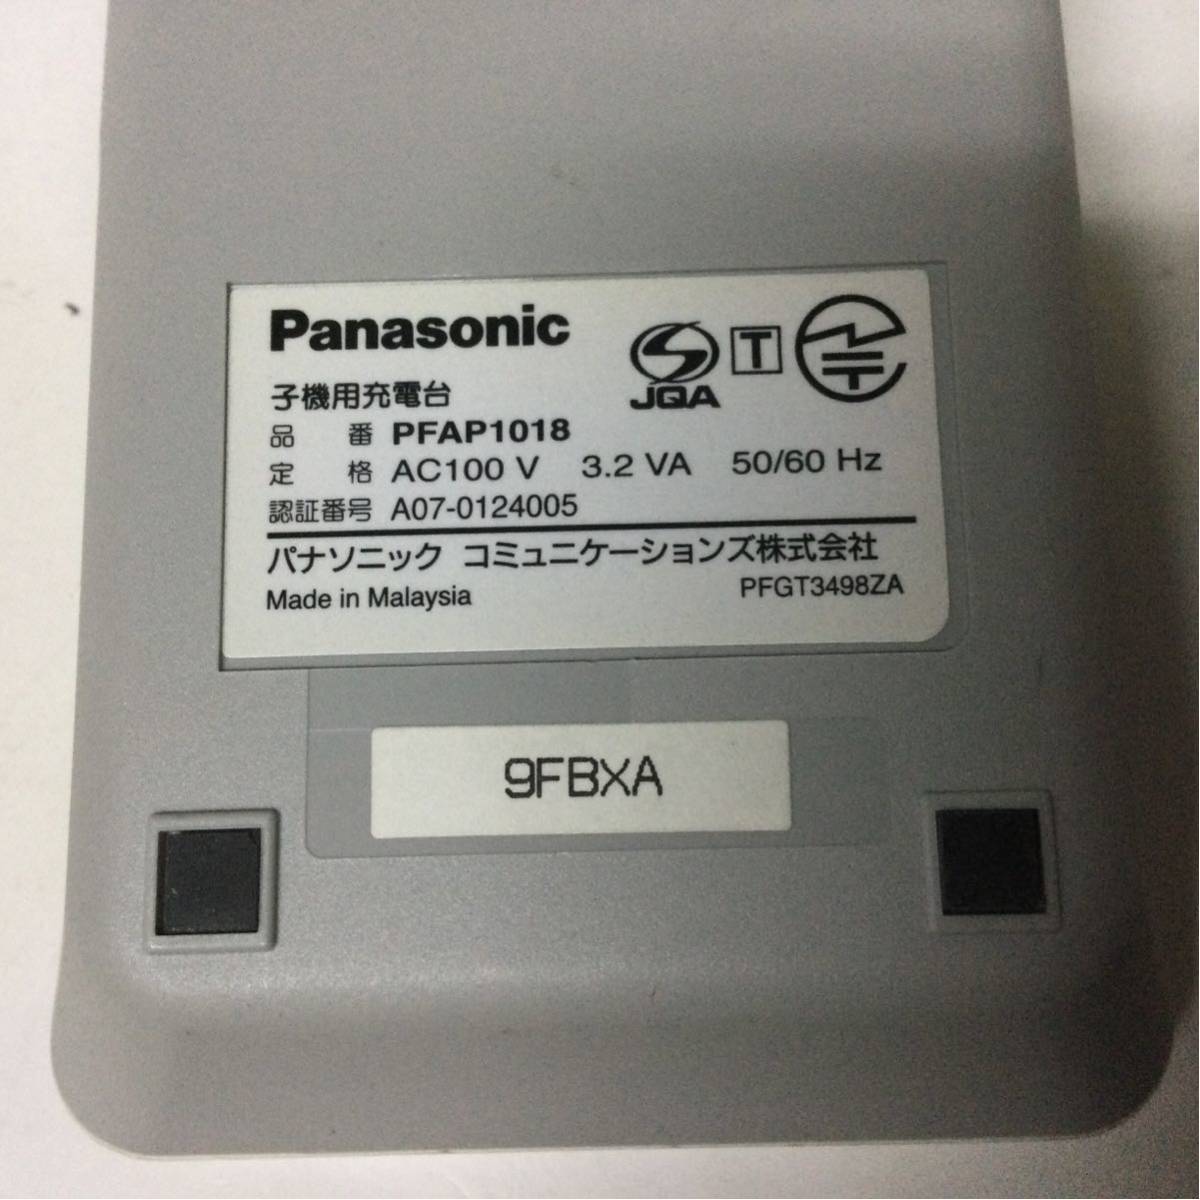 Panasonic
JQA T
子機用充電台
品 番 PFAP1018
定 格 AC100 V 3.2 VA 50/60 Hz
認証番号 A07-0124005
パナソニック コミュニケーションズ株式会社
Made in Malaysia PFGT3498ZA
9FBXA